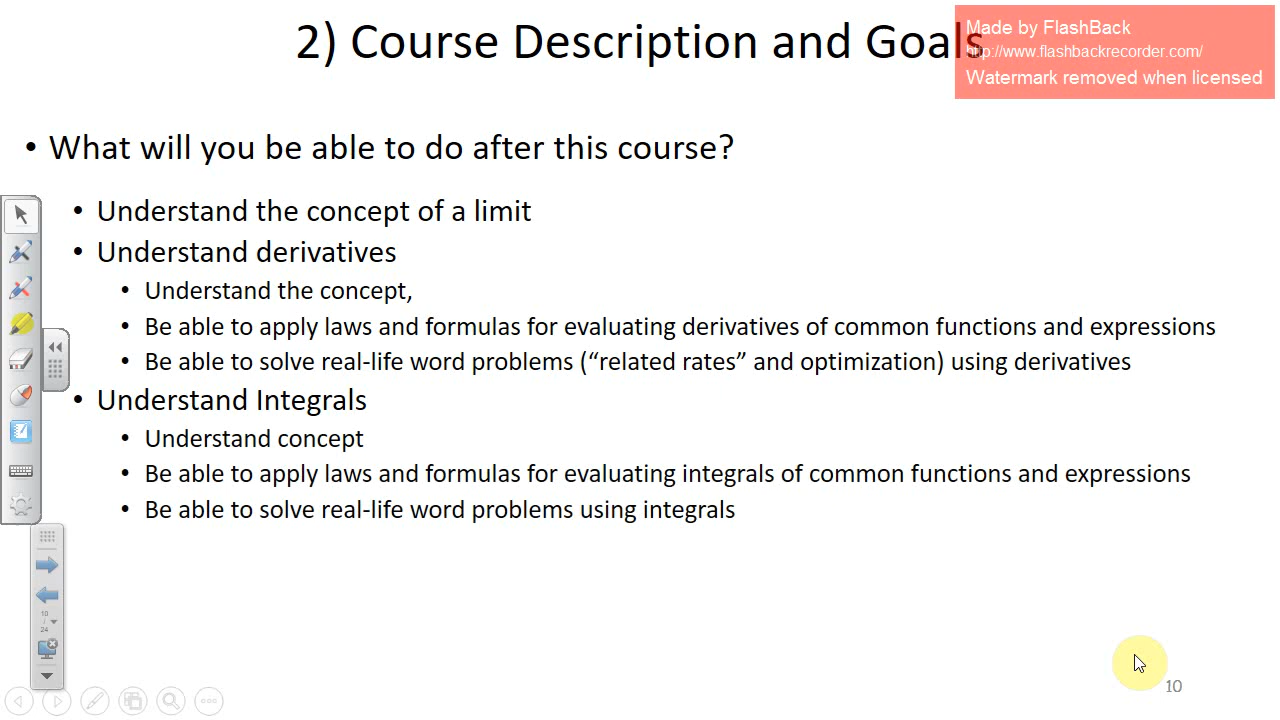 2) Course Description and Goals
Made by FlashBack
http://www.flashbackrecorder.com/
Watermark removed when licensed
• What will you be able to do after this course?
• Understand the concept of a limit
• Understand derivatives
• Understand the concept,
• Be able to apply laws and formulas for evaluating derivatives of common functions and expressions
• Be able to solve real-life word problems (“related rates” and optimization) using derivatives
• Understand Integrals
• Understand concept
• Be able to apply laws and formulas for evaluating integrals of common functions and expressions
• Be able to solve real-life word problems using integrals
10
/
24
10